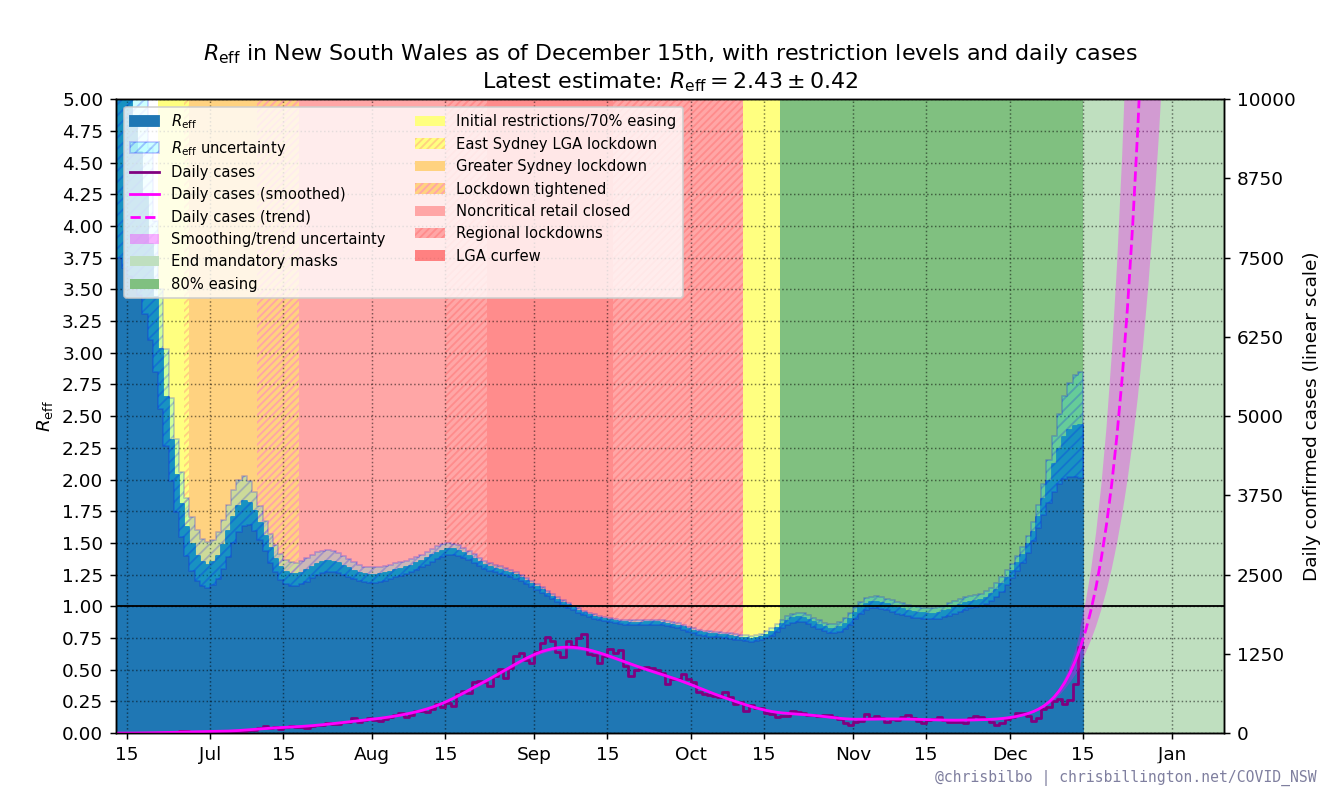 Reff in New South Wales as of December 15th, with restriction levels and daily cases
Latest estimate: Reff = 2.43 ± 0.42
Reff
Reff uncertainty
Daily cases
Daily cases (smoothed)
Daily cases (trend)
Smoothing/trend uncertainty
End mandatory masks
80% easing
Initial restrictions/70% easing
East Sydney LGA lockdown
Greater Sydney lockdown
Lockdown tightened
Noncritical retail closed
Regional lockdowns
LGA curfew
Reff
5.00
4.75
4.50
4.25
4.00
3.75
3.50
3.25
3.00
2.75
2.50
2.25
2.00
1.75
1.50
1.25
1.00
0.75
0.50
0.25
0.00
10000
8750
7500
6250
5000
3750
2500
1250
0
Daily confirmed cases (linear scale)
15 Jul 15 Aug 15 Sep 15 Oct 15 Nov 15 Dec 15 Jan
@chrisbilbo | chrisbillington.net/COVID_NSW